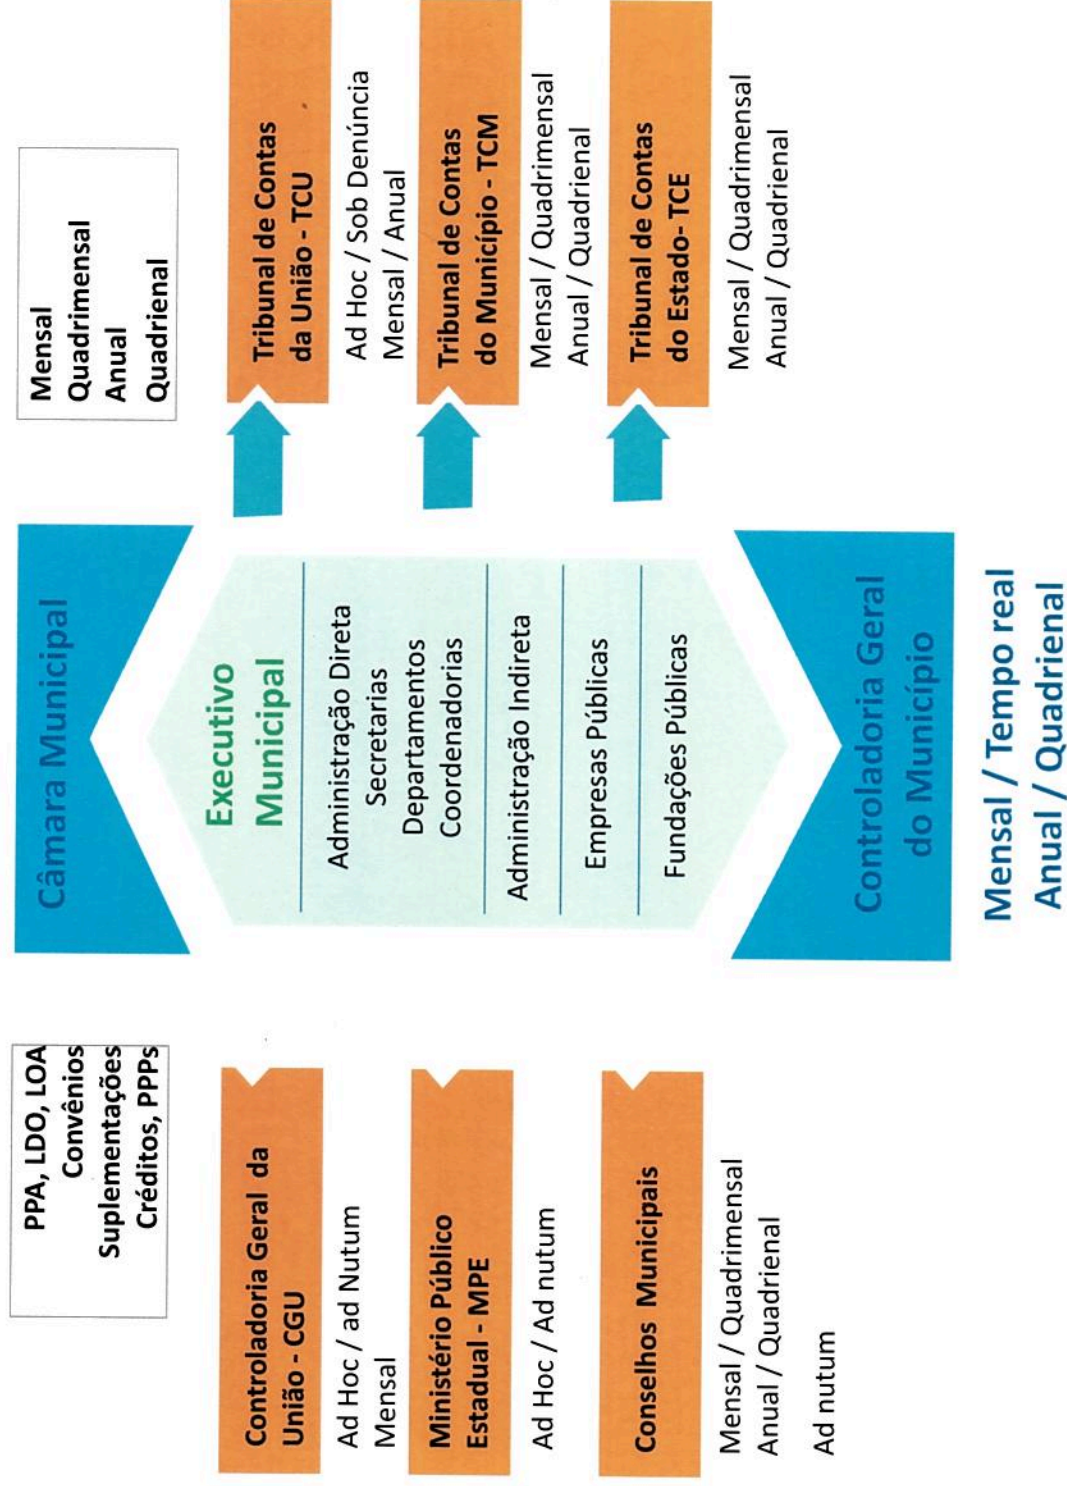 PPA, LDO, LOA
Convênios
Suplementações
Créditos, PPPs
Câmara Municipal
Mensal
Quadrimensal
Anual
Quadrienal
Controladoria Geral da
União - CGU
Ad Hoc / ad Nutum
Mensal
Ministério Público
Estadual - MPE
Ad Hoc / Ad nutum
Conselhos Municipais
Mensal / Quadrimensal
Anual / Quadrienal
Ad nutum
Executivo
Municipal
Administração Direta
Secretarias
Departamentos
Coordenadorias
Administração Indireta
Empresas Públicas
Fundações Públicas
Tribunal de Contas
da União - TCU
Ad Hoc / Sob Denúncia
Mensal / Anual
Tribunal de Contas
do Município - TCM
Mensal / Quadrimensal
Anual / Quadrienal
Tribunal de Contas
do Estado- TCE
Mensal / Quadrimensal
Anual / Quadrienal
Controladoria Geral
do Município
Mensal / Tempo real
Anual / Quadrienal